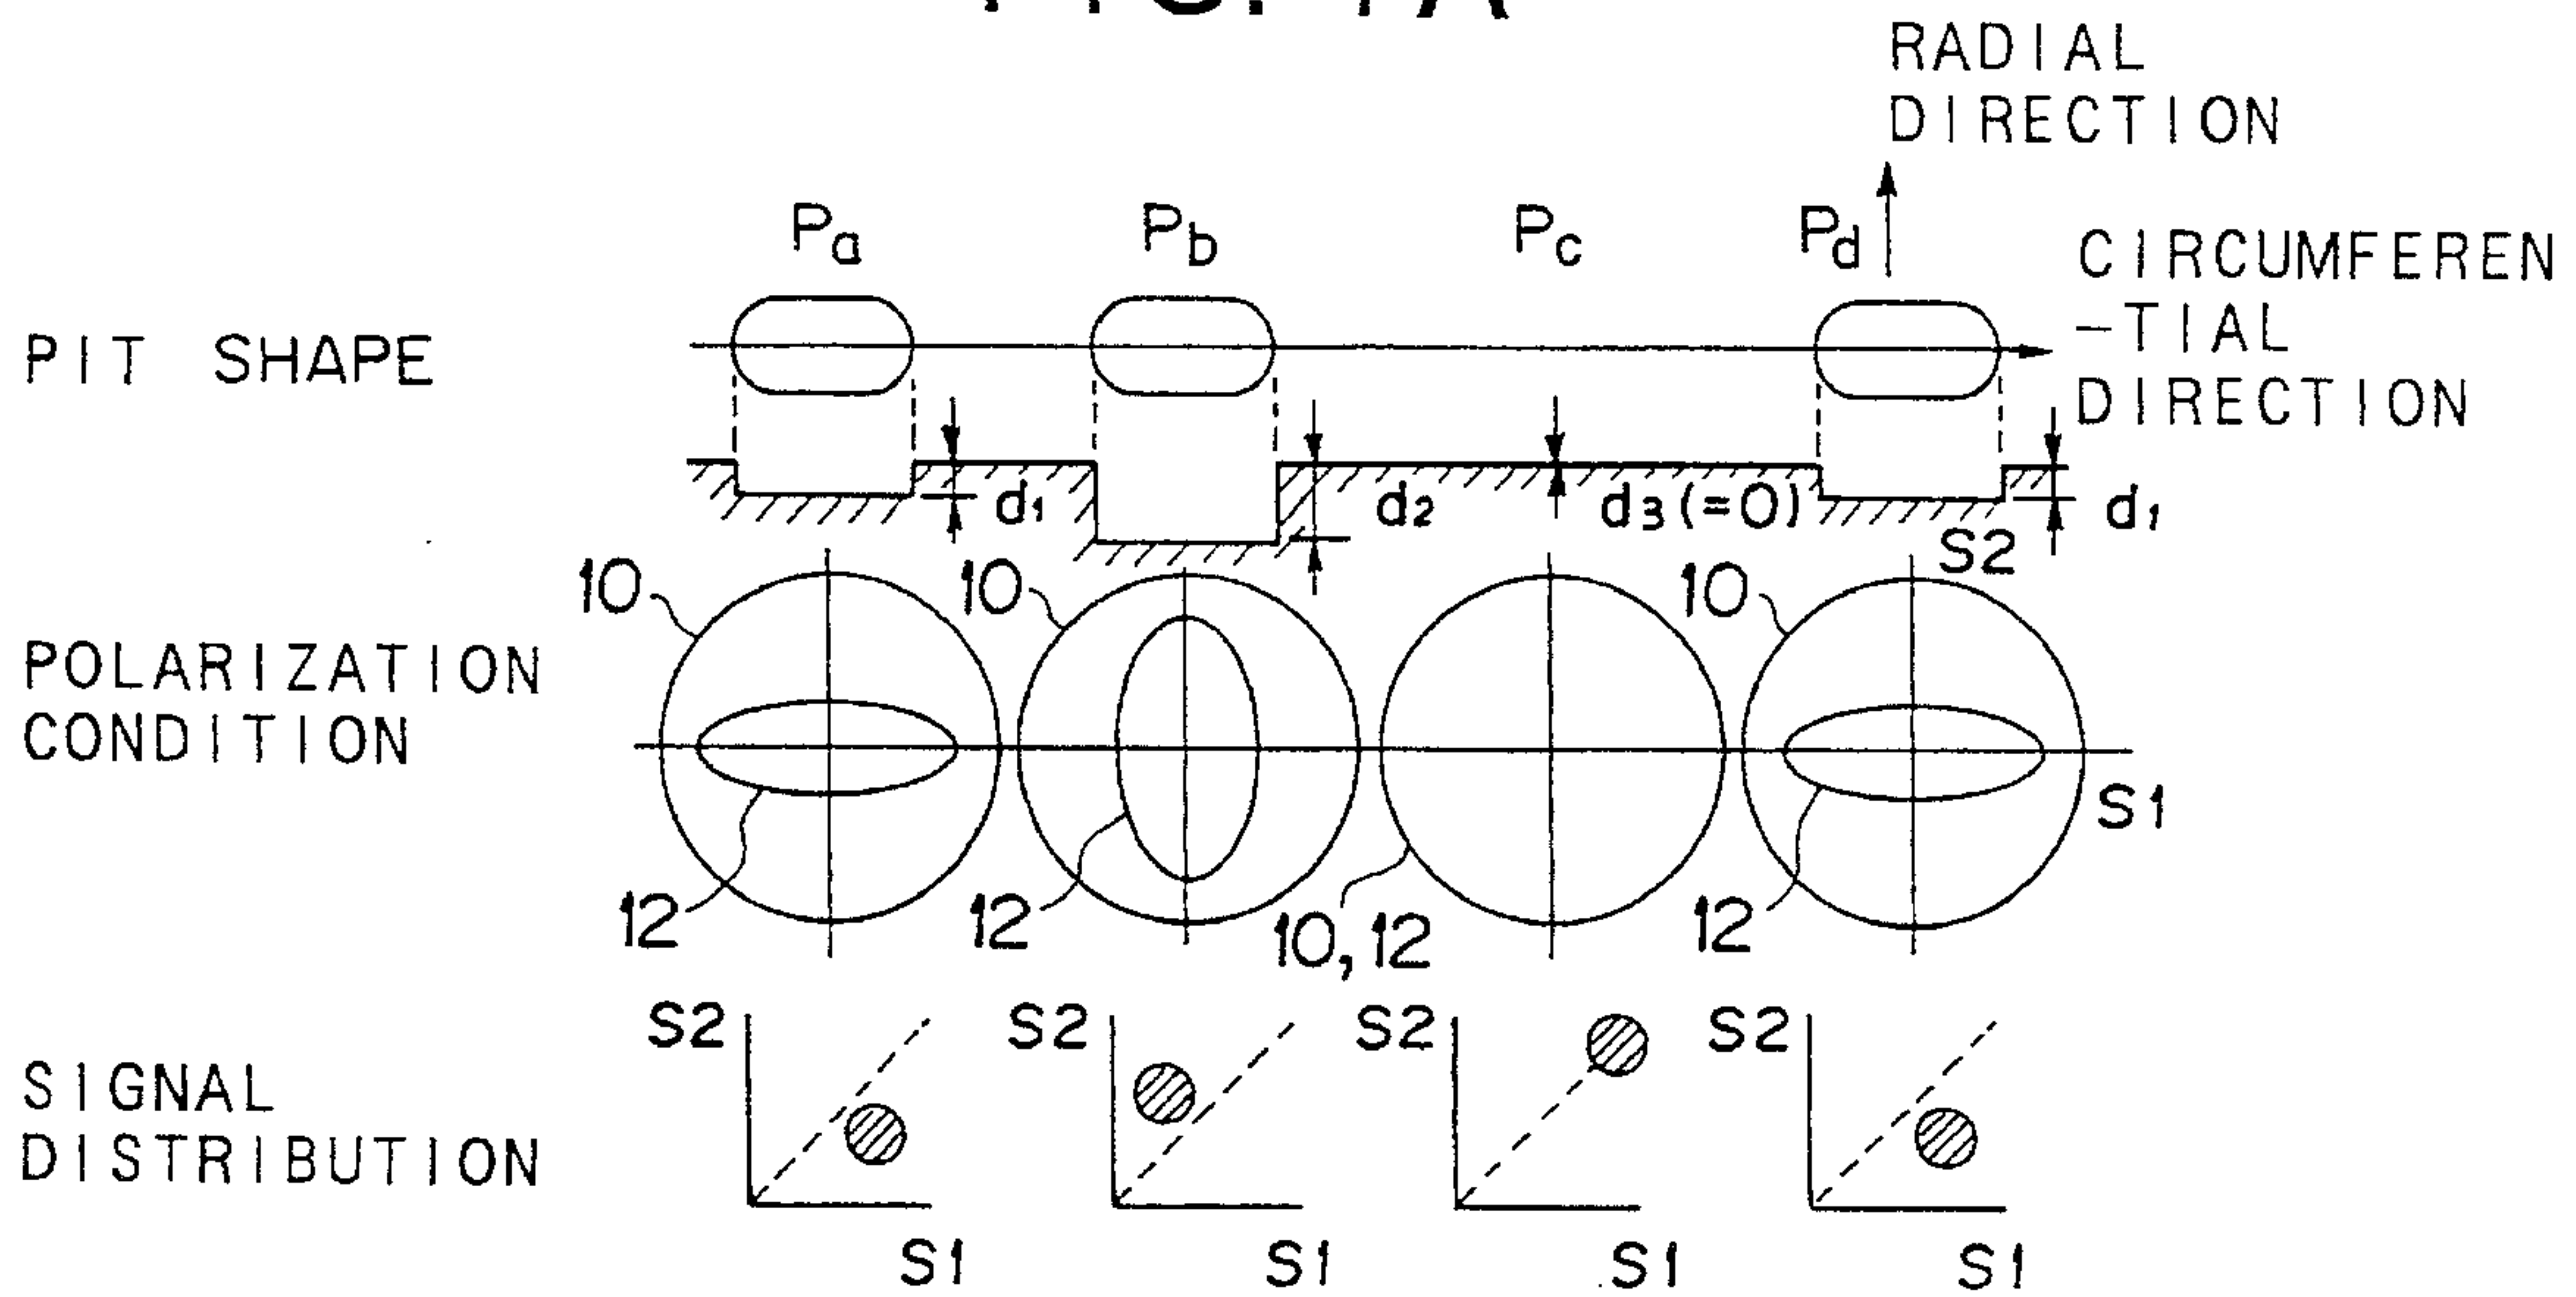 RADIAL
DIRECTION
Pa Pb Pc Pd
CIRCUMFEREN
-TIAL
DIRECTION
PIT SHAPE
d1 d2 d3 (=0) d1
S2
10 10 10
POLARIZATION
CONDITION
S1
12 12 10,12 12
S2 S2 S2 S2
SIGNAL
DISTRIBUTION
S1 S1 S1 S1